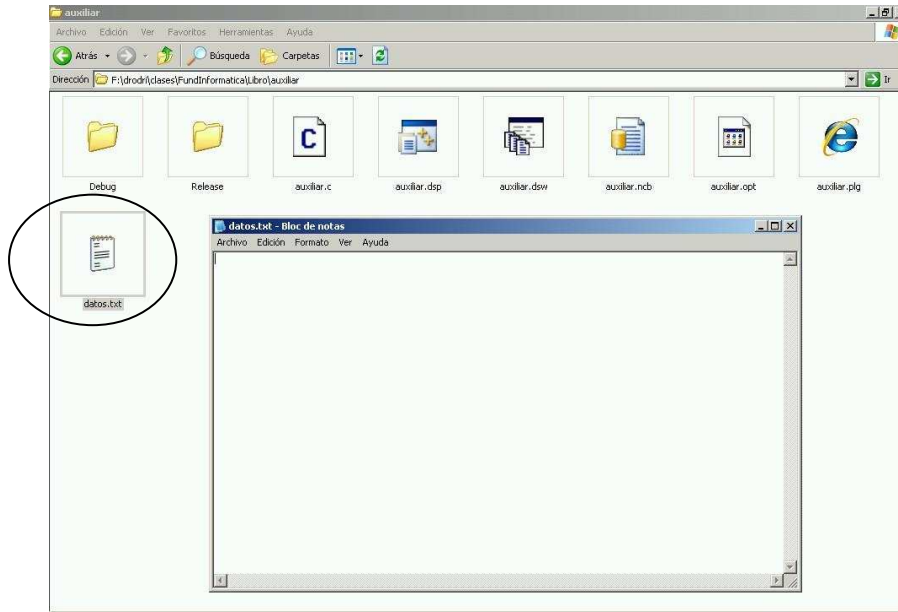 auxiliar
Archivo Edición Ver Favoritos Herramientas Ayuda
Atrás Búsqueda Carpetas
Dirección F:\drodri\clases\FundInformatica\Libro\auxiliar Ir
Debug Release auxiliar.c auxiliar.dsp auxiliar.dsw auxiliar.ncb auxiliar.opt auxiliar.plg
datos.txt
datos.txt - Bloc de notas
Archivo Edición Formato Ver Ayuda